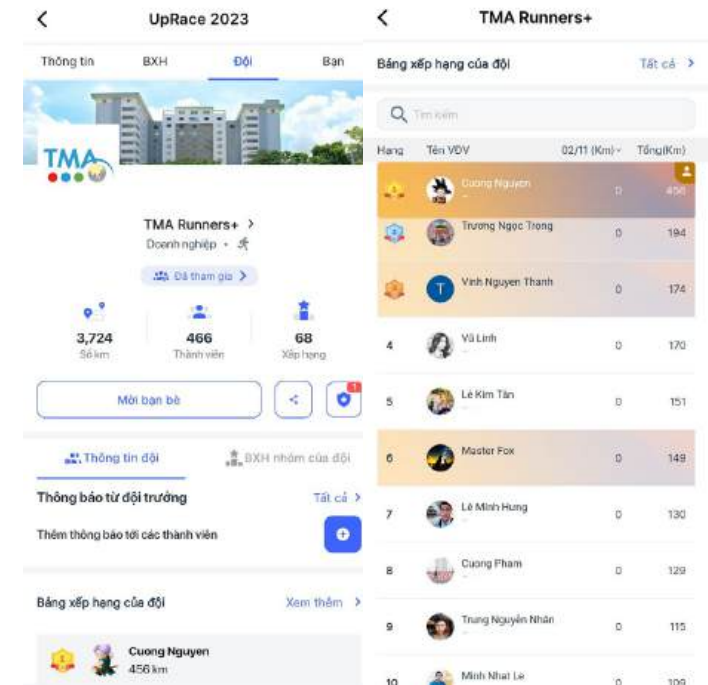 UpRace 2023
Thông tin BXH Đội Bạn
TMA
TMA Runners+
Doanh nghiệp
Đã tham gia
3,724 466 68
Số km Thành viên Xếp hạng
Mời bạn bè
1
Thông tin đội BXH nhóm của đội
Thông báo từ đội trưởng Tất cả
Thêm thông báo tới các thành viên
Bảng xếp hạng của đội Xem thêm
Cuong Nguyen
456 km
TMA Runners+
Bảng xếp hạng của đội Tất cả
Tìm kiếm
Hạng Tên VĐV 02/11 (Km) Tổng(Km)
1 Cuong Nguyen 0 456
2 Trương Ngọc Trọng 0 194
3 T Vinh Nguyen Thanh 0 174
4 Vũ Linh 0 170
5 Lê Kim Tân 0 151
6 Master Fox 0 149
7 Lê Minh Hưng 0 130
8 Cuong Pham 0 129
9 Trung Nguyễn Nhân 0 115
10 Minh Nhat Le 0 109